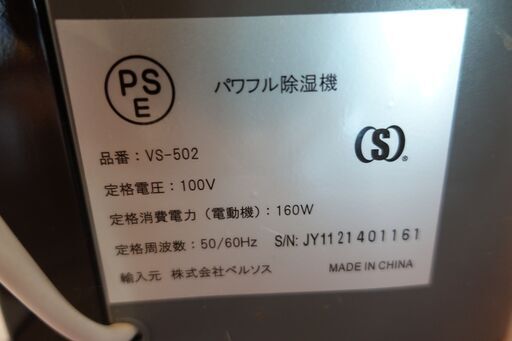 PS
E
パワフル除湿機
(S)®
品番：VS-502
定格電圧：100V
定格消費電力（電動機）：160W
定格周波数：50/60Hz S/N: JY1121401161
輸入元 株式会社ベルソス MADE IN CHINA